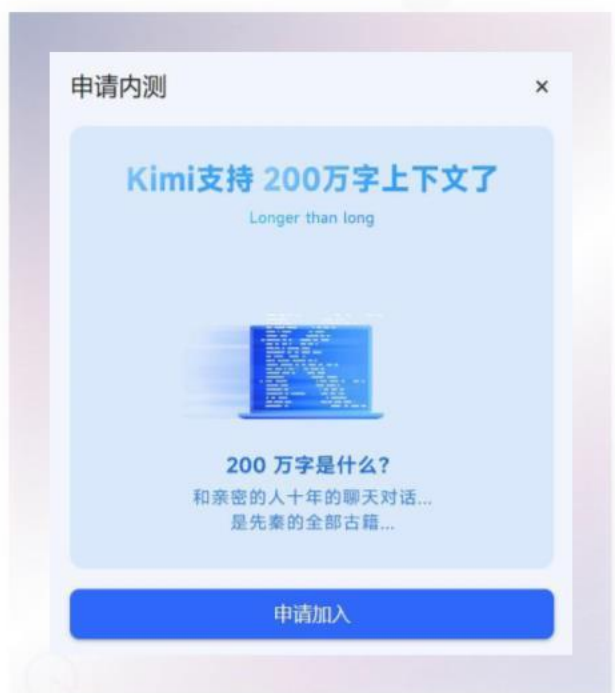 申请内测
×
Kimi支持 200万字上下文了
Longer than long
200 万字是什么?
和亲密的人十年的聊天对话...
是先秦的全部古籍...
申请加入